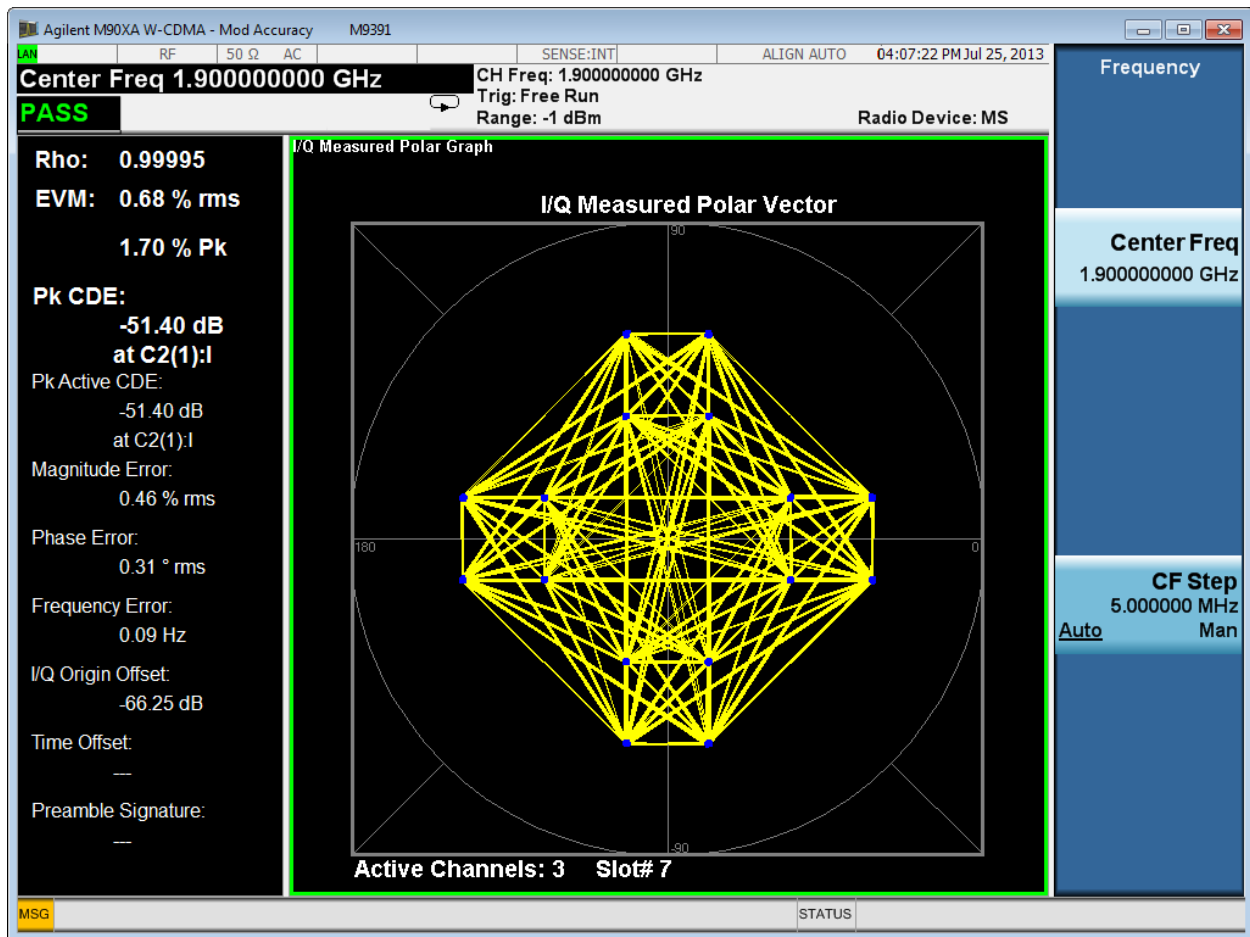 Agilent M90XA W-CDMA - Mod Accuracy M9391
LAN RF 50 Ω AC SENSE:INT ALIGN AUTO 04:07:22 PM Jul 25, 2013
Center Freq 1.900000000 GHz
CH Freq: 1.900000000 GHz
Trig: Free Run
PASS
Range: -1 dBm
Radio Device: MS
Rho: 0.99995
EVM: 0.68 % rms
1.70 % Pk
Pk CDE:
-51.40 dB
at C2(1):I
Pk Active CDE:
-51.40 dB
at C2(1):I
Magnitude Error:
0.46 % rms
Phase Error:
0.31 ° rms
Frequency Error:
0.09 Hz
I/Q Origin Offset:
-66.25 dB
Time Offset:
---
Preamble Signature:
---
I/Q Measured Polar Graph
I/Q Measured Polar Vector
90
180
0
-90
Active Channels: 3 Slot# 7
Frequency
Center Freq
1.900000000 GHz
CF Step
5.000000 MHz
Auto Man
MSG
STATUS